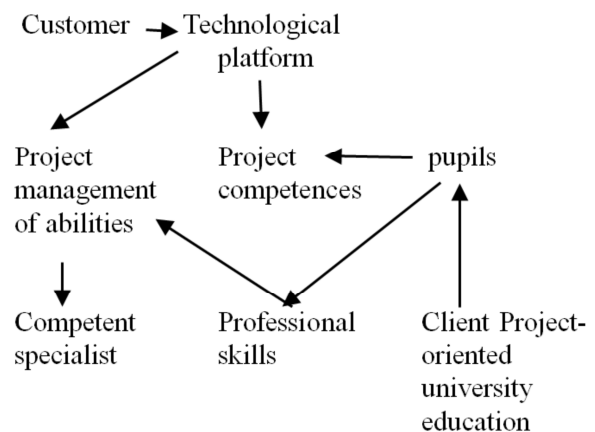 Customer
Technological
platform
Project
management
of abilities
Project
competences
pupils
Competent
specialist
Professional
skills
Client Project-
oriented
university
education